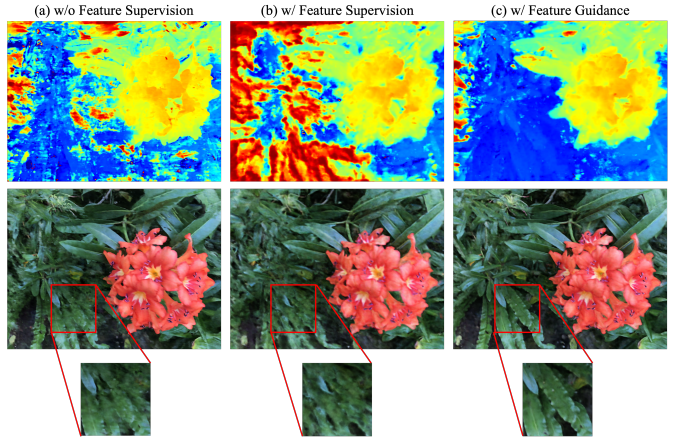 (a) w/o Feature Supervision
(b) w/ Feature Supervision
(c) w/ Feature Guidance